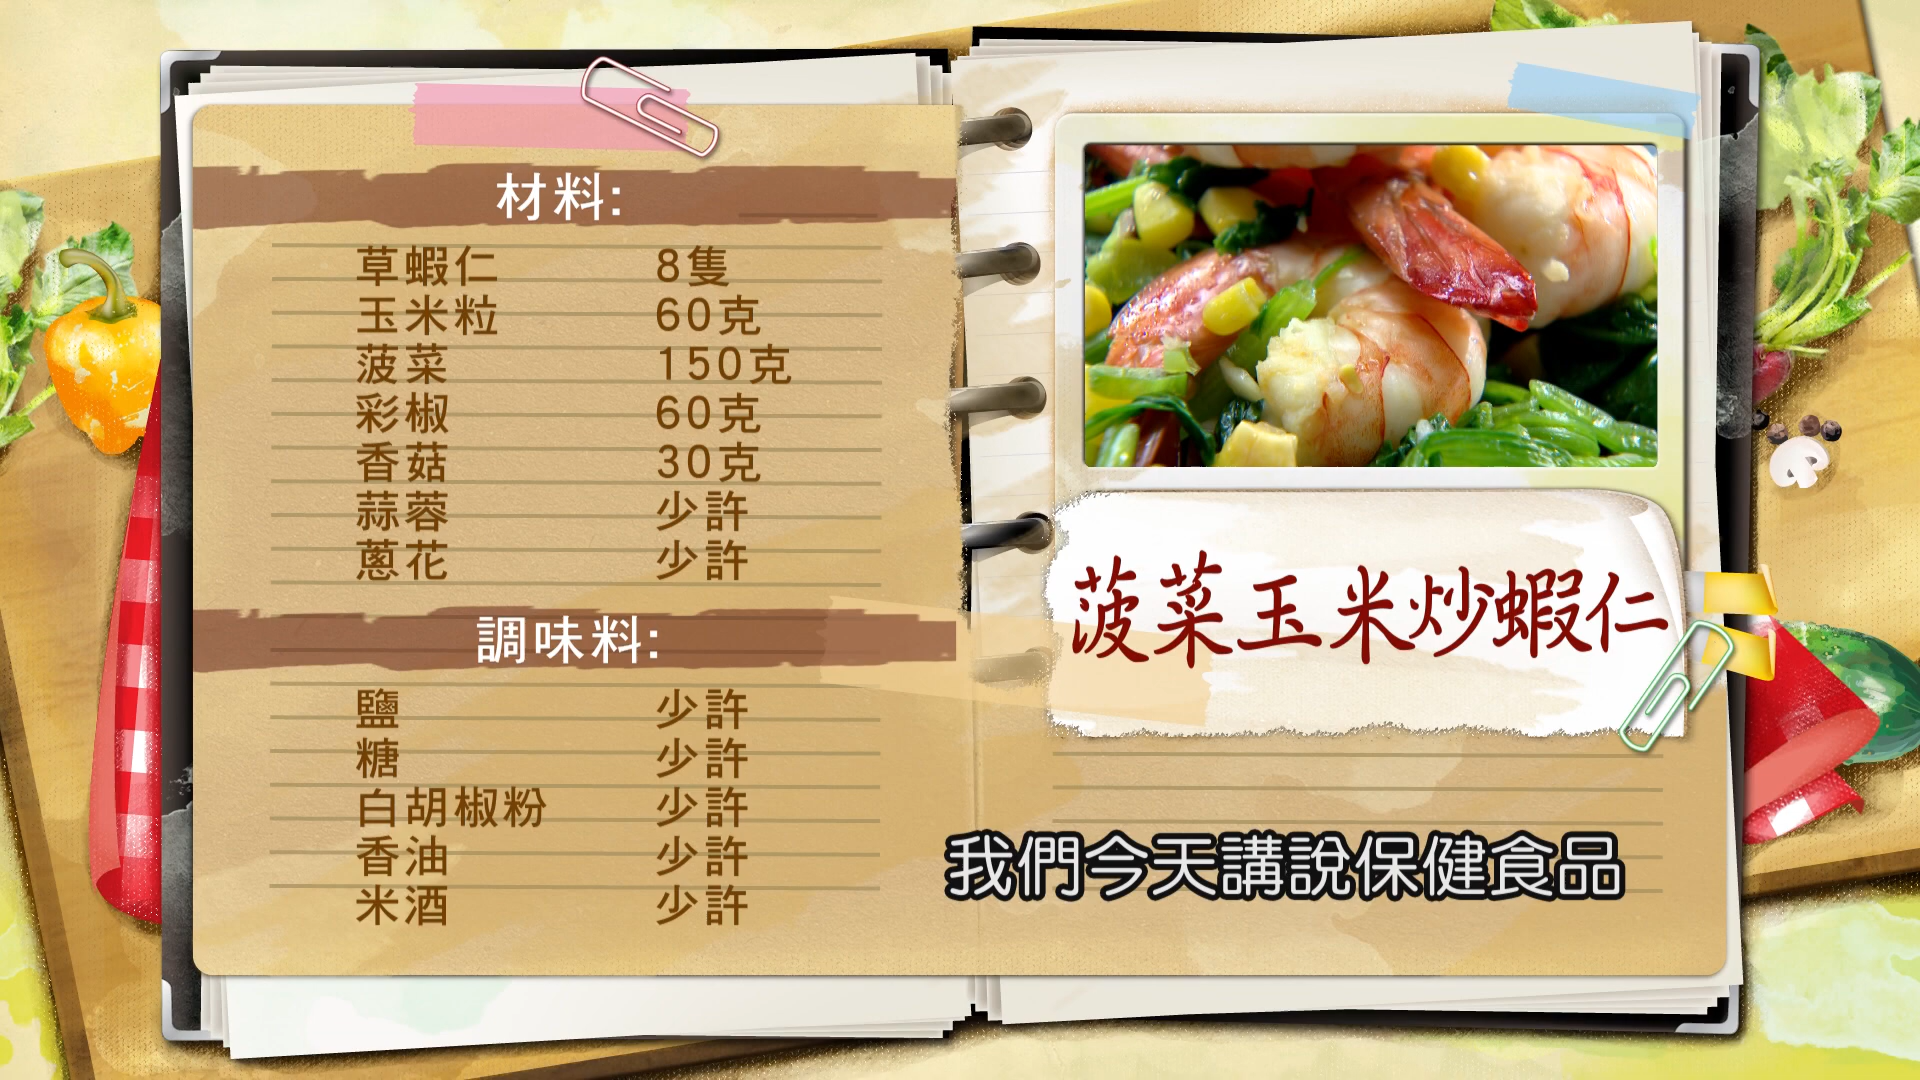 材料:
草蝦仁 8隻
玉米粒 60克
菠菜 150克
彩椒 60克
香菇 30克
蒜蓉 少許
蔥花 少許
調味料:
鹽 少許
糖 少許
白胡椒粉 少許
香油 少許
米酒 少許
菠菜玉米炒蝦仁
我們今天講說保健食品